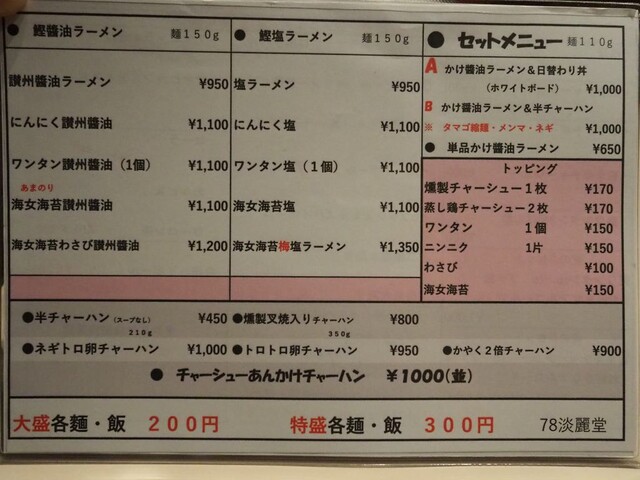 ● 鰹醬油ラーメン 麺150g
讃州醬油 ¥950
にんにく讃州醬油 ¥1,100
ワンタン讃州醬油（1個） ¥1,100
あまのり
海女海苔讃州醬油 ¥1,100
海女海苔わさび讃州醬油 ¥1,200
● 鰹塩ラーメン 麺150g
塩ラーメン ¥950
にんにく塩 ¥1,100
ワンタン塩（１個） ¥1,100
海女海苔塩 ¥1,100
海女海苔梅塩ラーメン ¥1,350
● セットメニュー 麺110g
A かけ醬油ラーメン＆日替わり丼
（ホワイトボード） ¥1,000
B かけ醬油ラーメン＆半チャーハン
※ タマゴ縮麺・メンマ・ネギ ¥1,000
● 単品かけ醬油ラーメン ¥650
トッピング
燻製チャーシュー１枚 ¥170
蒸し鶏チャーシュー２枚 ¥170
ワンタン １個 ¥150
ニンニク 1片 ¥150
わさび ¥100
海女海苔 ¥150
●半チャーハン（スープなし） ¥450 ●燻製叉焼入りチャーハン ¥800
210g 350g
●ネギトロ卵チャーハン ¥1,000 ●トロトロ卵チャーハン ¥950 ●かやく２倍チャーハン ¥900
● チャーシューあんかけチャーハン ¥1000(並)
大盛各麺・飯 ２００円 特盛各麺・飯 ３００円 78淡麗堂